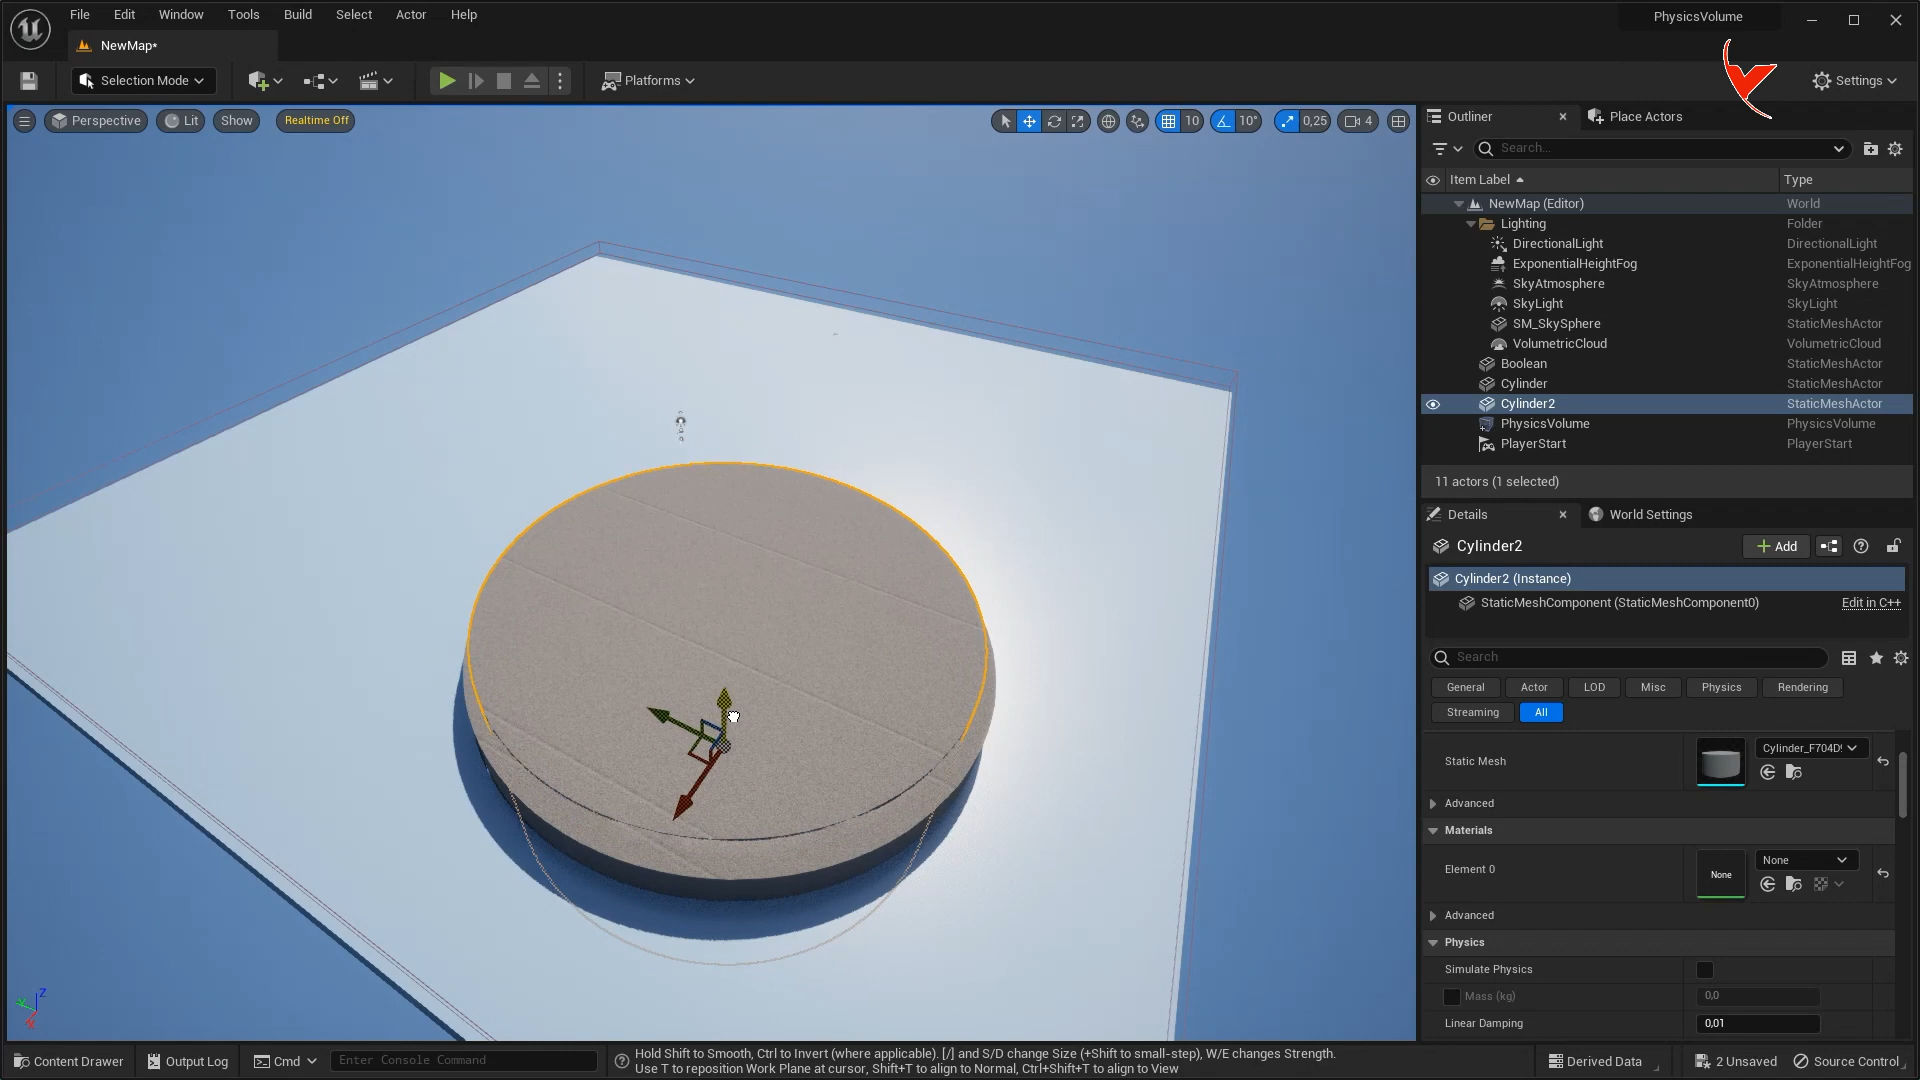 File Edit Window Tools Build Select Actor Help
PhysicsVolume
NewMap*
Selection Mode
Platforms
Settings
Perspective Lit Show Realtime Off
10 10° 0,25 4
Outliner Place Actors
Search...
Item Label Type
NewMap (Editor) World
Lighting Folder
DirectionalLight DirectionalLight
ExponentialHeightFog ExponentialHeightFog
SkyAtmosphere SkyAtmosphere
SkyLight SkyLight
SM_SkySphere StaticMeshActor
VolumetricCloud VolumetricCloud
Boolean StaticMeshActor
Cylinder StaticMeshActor
Cylinder2 StaticMeshActor
PhysicsVolume PhysicsVolume
PlayerStart PlayerStart
11 actors (1 selected)
Details World Settings
Cylinder2 Add
Cylinder2 (Instance)
StaticMeshComponent (StaticMeshComponent0) Edit in C++
Search
General Actor LOD Misc Physics Rendering
Streaming All
Static Mesh Cylinder_F704D
Advanced
Materials
Element 0 None None
Advanced
Physics
Simulate Physics
Mass (kg) 0,0
Linear Damping 0,01
Z
X
Content Drawer Output Log Cmd Enter Console Command
Hold Shift to Smooth, Ctrl to Invert (where applicable). [/] and S/D change Size (+Shift to small-step), W/E changes Strength.
Use T to reposition Work Plane at cursor, Shift+T to align to Normal, Ctrl+Shift+T to align to View
Derived Data 2 Unsaved Source Control